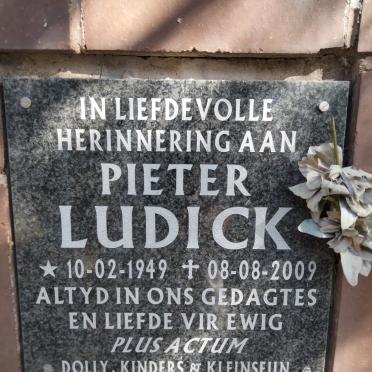 IN LIEFDEVOLLE
HERINNERING AAN
PIETER
LUDICK
★ 10-02-1949 ✝ 08-08-2009
ALTYD IN ONS GEDAGTES
EN LIEFDE VIR EWIG
PLUS ACTUM
DOLLY, KINDERS & KLEINSEUN